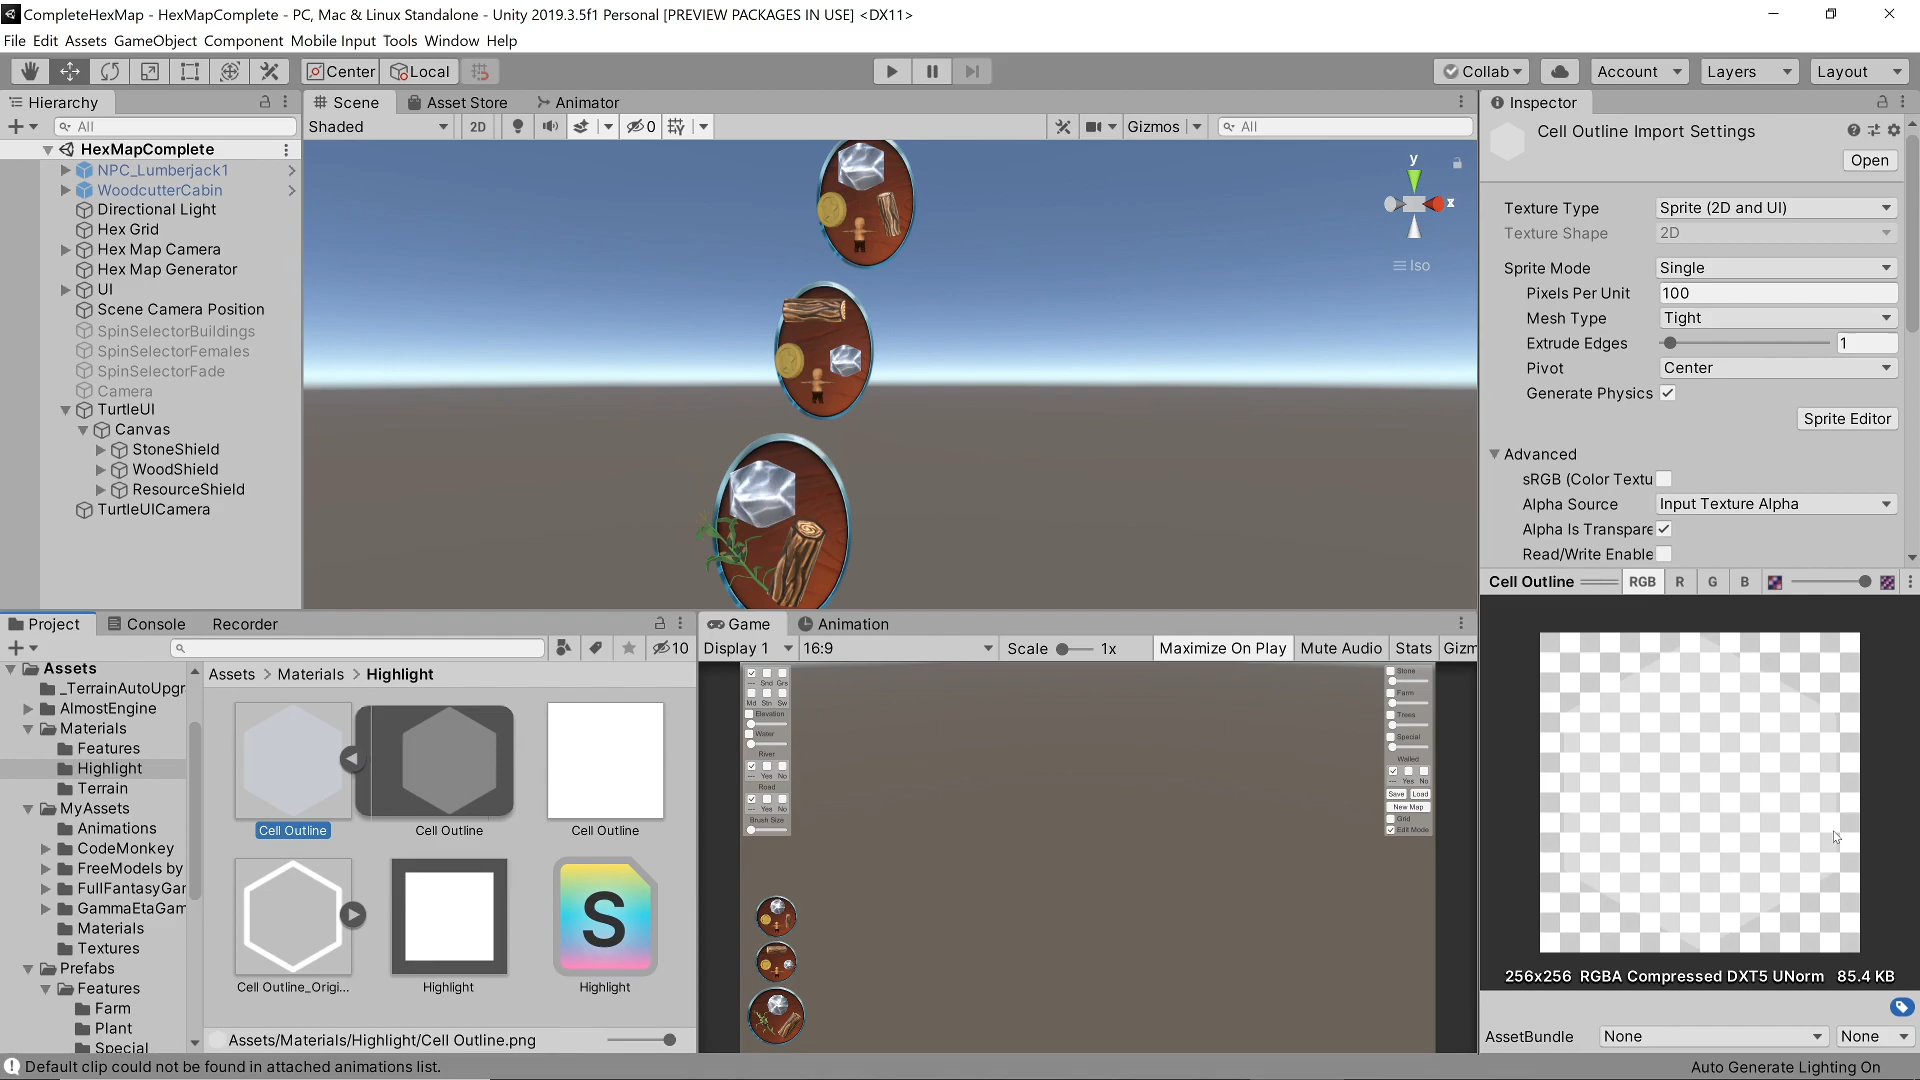 CompleteHexMap - HexMapComplete - PC, Mac & Linux Standalone - Unity 2019.3.5f1 Personal [PREVIEW PACKAGES IN USE] <DX11>
File Edit Assets GameObject Component Mobile Input Tools Window Help
Center Local Collab Account Layers Layout
Hierarchy
All
HexMapComplete
NPC_Lumberjack1
WoodcutterCabin
Directional Light
Hex Grid
Hex Map Camera
Hex Map Generator
UI
Scene Camera Position
SpinSelectorBuildings
SpinSelectorFemales
SpinSelectorFade
Camera
TurtleUI
Canvas
StoneShield
WoodShield
ResourceShield
TurtleUICamera
Scene Asset Store Animator
Shaded 2D 0 Gizmos All
y
x
Iso
Inspector
Cell Outline Import Settings
Open
Texture Type Sprite (2D and UI)
Texture Shape 2D
Sprite Mode Single
Pixels Per Unit 100
Mesh Type Tight
Extrude Edges 1
Pivot Center
Generate Physics
Sprite Editor
Advanced
sRGB (Color Textu
Alpha Source Input Texture Alpha
Alpha Is Transpare
Read/Write Enable
Cell Outline RGB R G B
256x256 RGBA Compressed DXT5 UNorm 85.4 KB
AssetBundle None None
Project Console Recorder
10
Assets
_TerrainAutoUpgr
AlmostEngine
Materials
Features
Highlight
Terrain
MyAssets
Animations
CodeMonkey
FreeModels by
FullFantasyGar
GammaEtaGam
Materials
Textures
Prefabs
Features
Farm
Plant
Special
Assets > Materials > Highlight
Cell Outline Cell Outline Cell Outline
S
Cell Outline_Origi... Highlight Highlight
Assets/Materials/Highlight/Cell Outline.png
Game Animation
Display 1 16:9 Scale 1x Maximize On Play Mute Audio Stats Gizm
--- Snd Grs
Md Stn Sw
Elevation
Water
River
--- Yes No
Road
--- Yes No
Brush Size
Stone
Farm
Trees
Special
Walled
--- Yes No
Save Load
New Map
Grid
Edit Mode
Default clip could not be found in attached animations list.
Auto Generate Lighting On